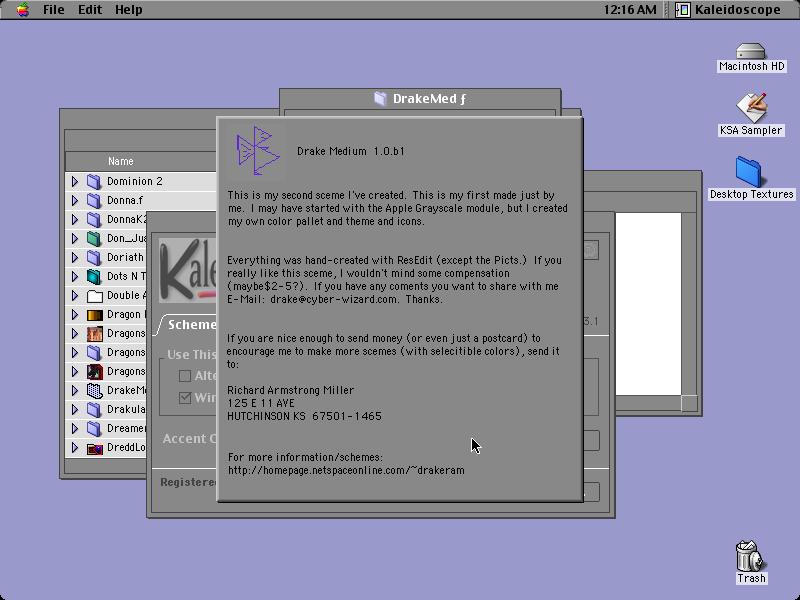 File Edit Help
12:16 AM
Kaleidoscope
Macintosh HD
KSA Sampler
Desktop Textures
DrakeMed ƒ
Name
Dominion 2
Donna.f
DonnaK2
Don_Jua
Doriath
Dots N T
Double A
Dragon
Dragons
Dragons
Dragons
DrakeMe
Drakula
Dreamer
DreddLo
Kale
Scheme
Use This
Alte
Win
Accent C
Registered
3.1
Drake Medium 1.0.b1
This is my second sceme I've created. This is my first made just by
me. I may have started with the Apple Grayscale module, but I created
my own color pallet and theme and icons.
Everything was hand-created with ResEdit (except the Picts.) If you
really like this sceme, I wouldn't mind some compensation
(maybe$2-5?). If you have any coments you want to share with me
E-Mail: drake@cyber-wizard.com. Thanks.
If you are nice enough to send money (or even just a postcard) to
encourage me to make more scemes (with selecitible colors), send it
to:
Richard Armstrong Miller
125 E 11 AVE
HUTCHINSON KS 67501-1465
For more information/schemes:
http://homepage.netspaceonline.com/~drakeram
Trash